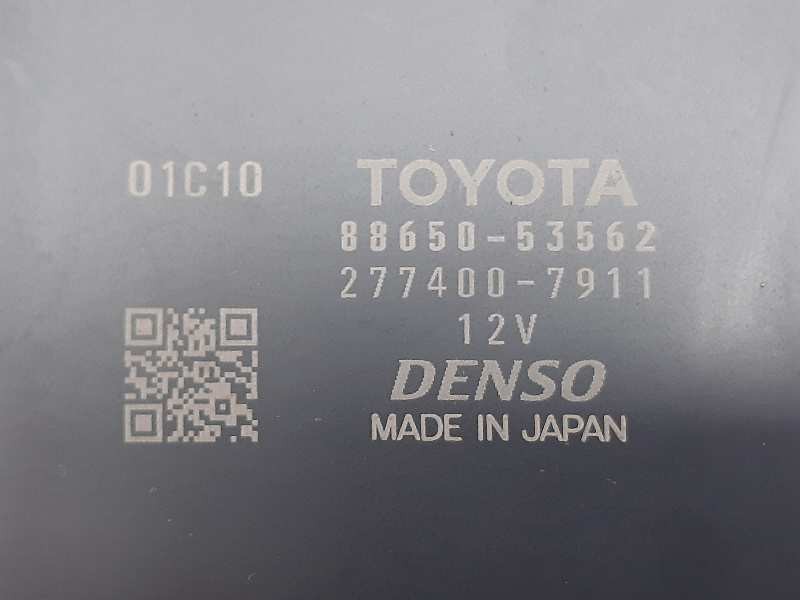 01C10
TOYOTA
88650-53562
277400-7911
12V
DENSO
MADE IN JAPAN